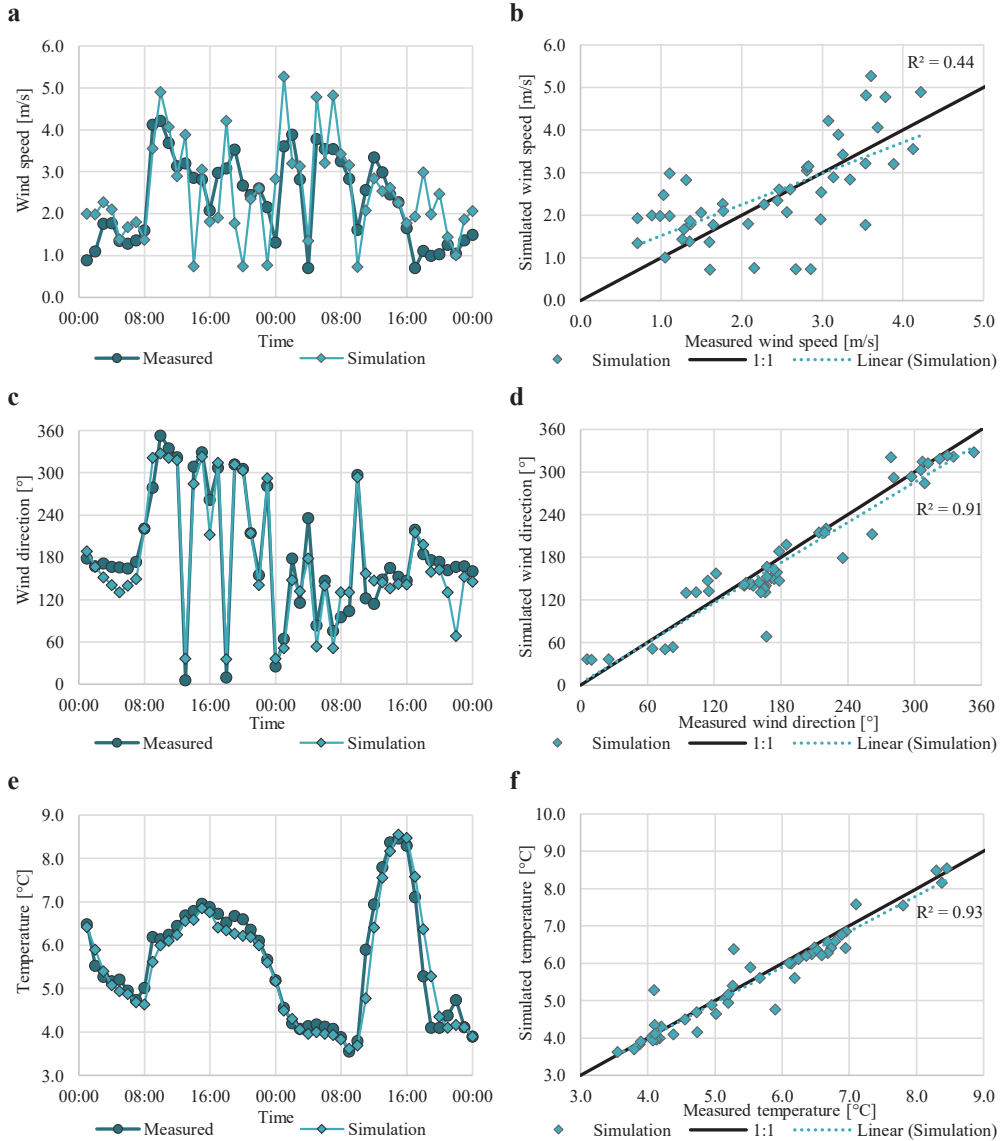 a
Wind speed [m/s]
6.0
5.0
4.0
3.0
2.0
1.0
0.0
00:00 08:00 16:00 00:00 08:00 16:00 00:00
Time
Measured Simulation
b
Simulated wind speed [m/s]
6.0
5.0
4.0
3.0
2.0
1.0
0.0
R² = 0.44
0.0 1.0 2.0 3.0 4.0 5.0
Measured wind speed [m/s]
Simulation 1:1 Linear (Simulation)
c
Wind direction [°]
360
300
240
180
120
60
0
00:00 08:00 16:00 00:00 08:00 16:00 00:00
Time
Measured Simulation
d
Simulated wind direction [°]
360
300
240
180
120
60
0
R² = 0.91
0 60 120 180 240 300 360
Measured wind direction [°]
Simulation 1:1 Linear (Simulation)
e
Temperature [°C]
9.0
8.0
7.0
6.0
5.0
4.0
3.0
00:00 08:00 16:00 00:00 08:00 16:00 00:00
Time
Measured Simulation
f
Simulated temperature [°C]
10.0
9.0
8.0
7.0
6.0
5.0
4.0
3.0
R² = 0.93
3.0 4.0 5.0 6.0 7.0 8.0 9.0
Measured temperature [°C]
Simulation 1:1 Linear (Simulation)